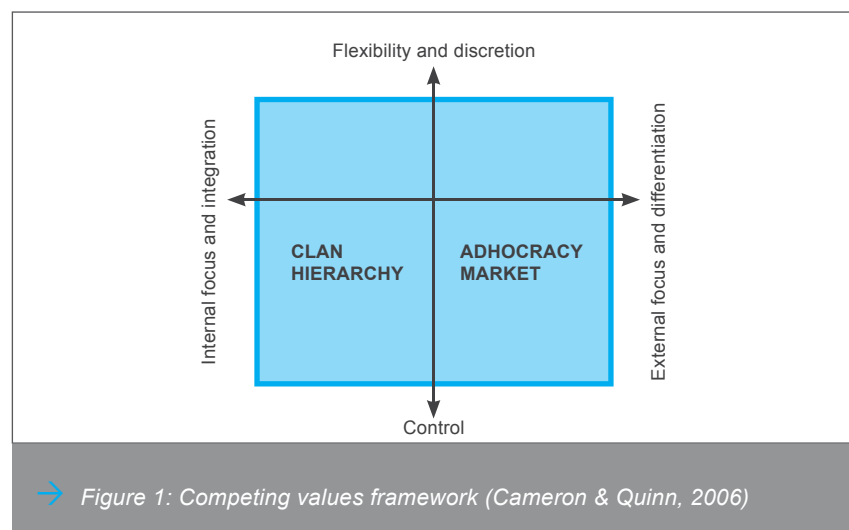 Flexibility and discretion
Internal focus and integration
External focus and differentiation
CLAN
HIERARCHY
ADHOCRACY
MARKET
Control
→ Figure 1: Competing values framework (Cameron & Quinn, 2006)